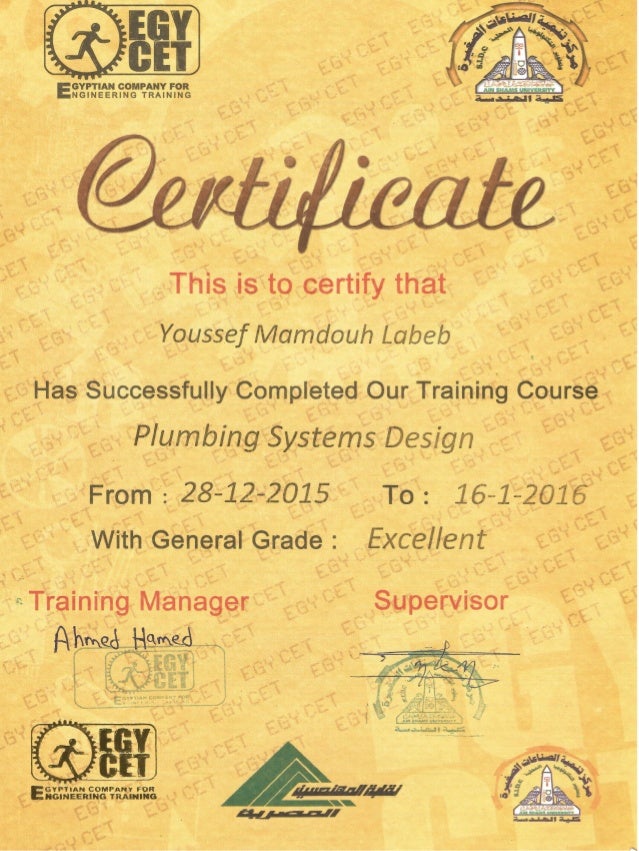 EGY
CET
EGYPTIAN COMPANY FOR
ENGINEERING TRAINING
مركز تنمية الصناعات الصغيرة
S.I.D.C
AIN SHAMS UNIVERSITY
كلية الهندسة
Certificate
This is to certify that
Youssef Mamdouh Labeb
Has Successfully Completed Our Training Course
Plumbing Systems Design
From : 28-12-2015 To : 16-1-2016
With General Grade : Excellent
Training Manager Supervisor
Ahmed Hamed
EGY
CET
EGY
CET
EGYPTIAN COMPANY FOR
ENGINEERING TRAINING
نقابة المهندسين
المصرية
مركز تنمية الصناعات الصغيرة
S.I.D.C
AIN SHAMS UNIVERSITY
كلية الهندسة